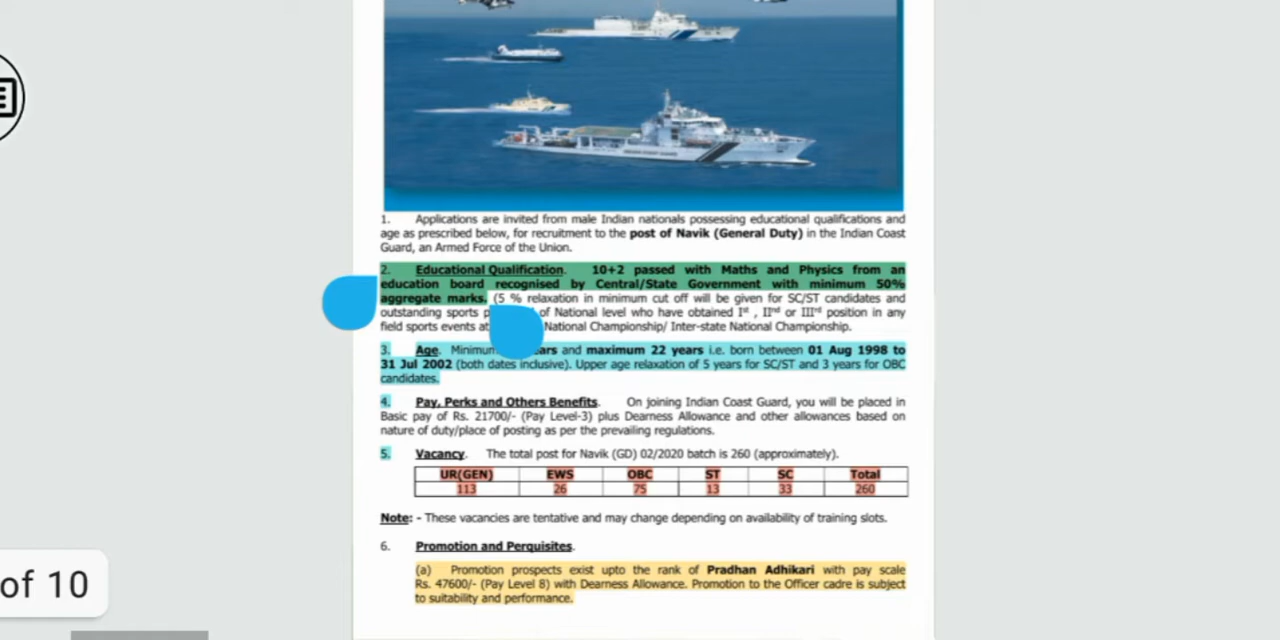 1. Applications are invited from male Indian nationals possessing educational qualifications and
age as prescribed below, for recruitment to the post of Navik (General Duty) in the Indian Coast
Guard, an Armed Force of the Union.
2. Educational Qualification. 10+2 passed with Maths and Physics from an
education board recognised by Central/State Government with minimum 50%
aggregate marks. (5 % relaxation in minimum cut off will be given for SC/ST candidates and
outstanding sports of National level who have obtained Iˢᵗ , IIⁿᵈ or IIIʳᵈ position in any
field sports events at National Championship/ Inter-state National Championship.
3. Age. Minimum and maximum 22 years i.e. born between 01 Aug 1998 to
31 Jul 2002 (both dates inclusive). Upper age relaxation of 5 years for SC/ST and 3 years for OBC
candidates.
4. Pay, Perks and Others Benefits. On joining Indian Coast Guard, you will be placed in
Basic pay of Rs. 21700/- (Pay Level-3) plus Dearness Allowance and other allowances based on
nature of duty/place of posting as per the prevailing regulations.
5. Vacancy. The total post for Navik (GD) 02/2020 batch is 260 (approximately).
UR(GEN) EWS OBC ST SC Total
113 26 75 13 33 260
Note: - These vacancies are tentative and may change depending on availability of training slots.
6. Promotion and Perquisites.
(a) Promotion prospects exist upto the rank of Pradhan Adhikari with pay scale
Rs. 47600/- (Pay Level 8) with Dearness Allowance. Promotion to the Officer cadre is subject
to suitability and performance.
of 10